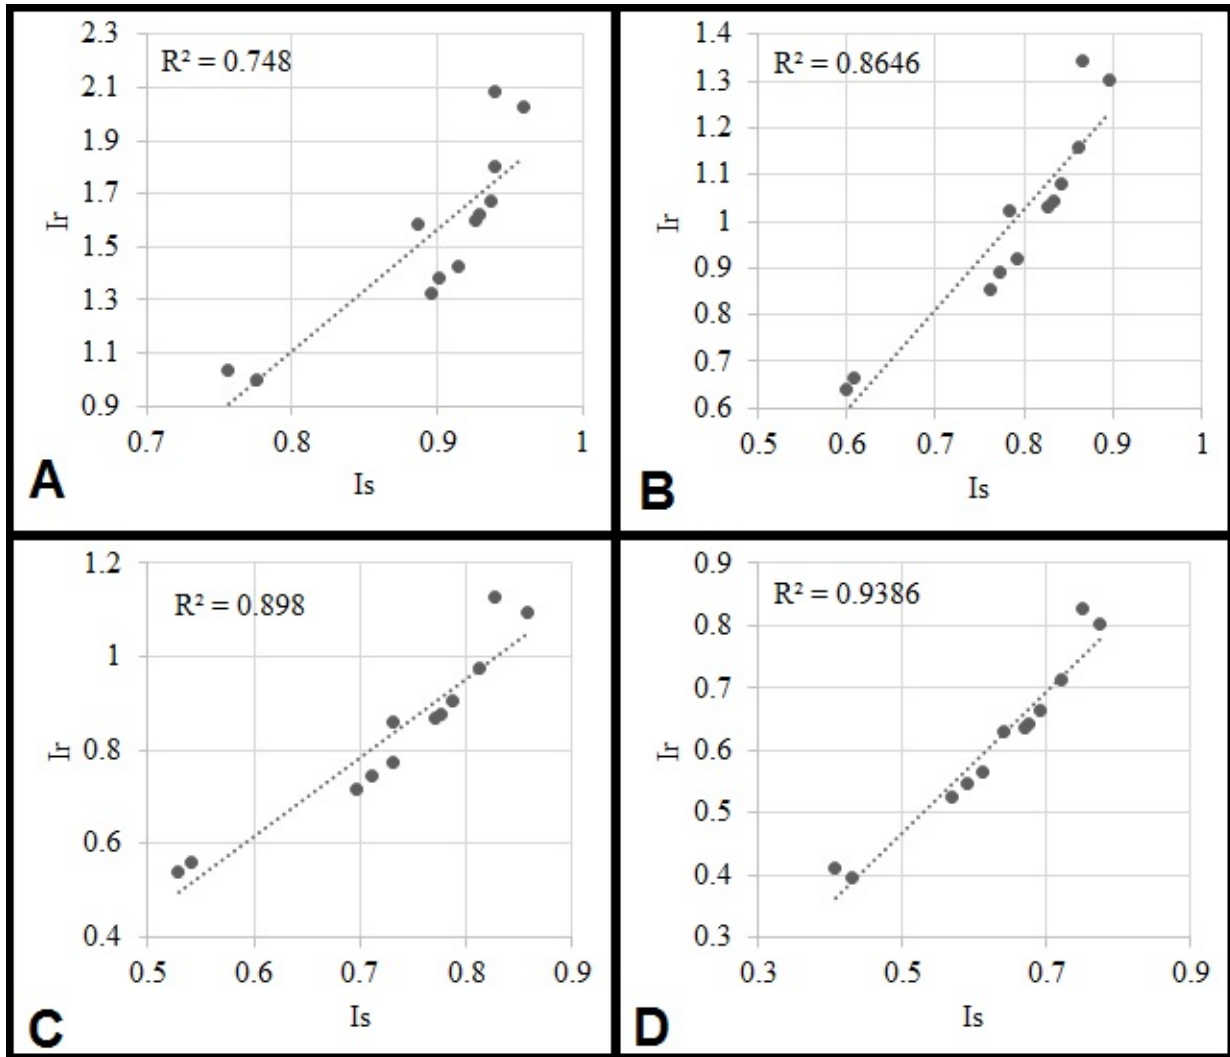 R² = 0.748
2.3
2.1
1.9
1.7
1.5
1.3
1.1
0.9
Ir
0.7 0.8 0.9 1
Is
A
R² = 0.8646
1.4
1.3
1.2
1.1
1
0.9
0.8
0.7
0.6
Ir
0.5 0.6 0.7 0.8 0.9 1
Is
B
R² = 0.898
1.2
1
0.8
0.6
0.4
Ir
0.5 0.6 0.7 0.8 0.9
Is
C
R² = 0.9386
0.9
0.8
0.7
0.6
0.5
0.4
0.3
Ir
0.3 0.5 0.7 0.9
Is
D